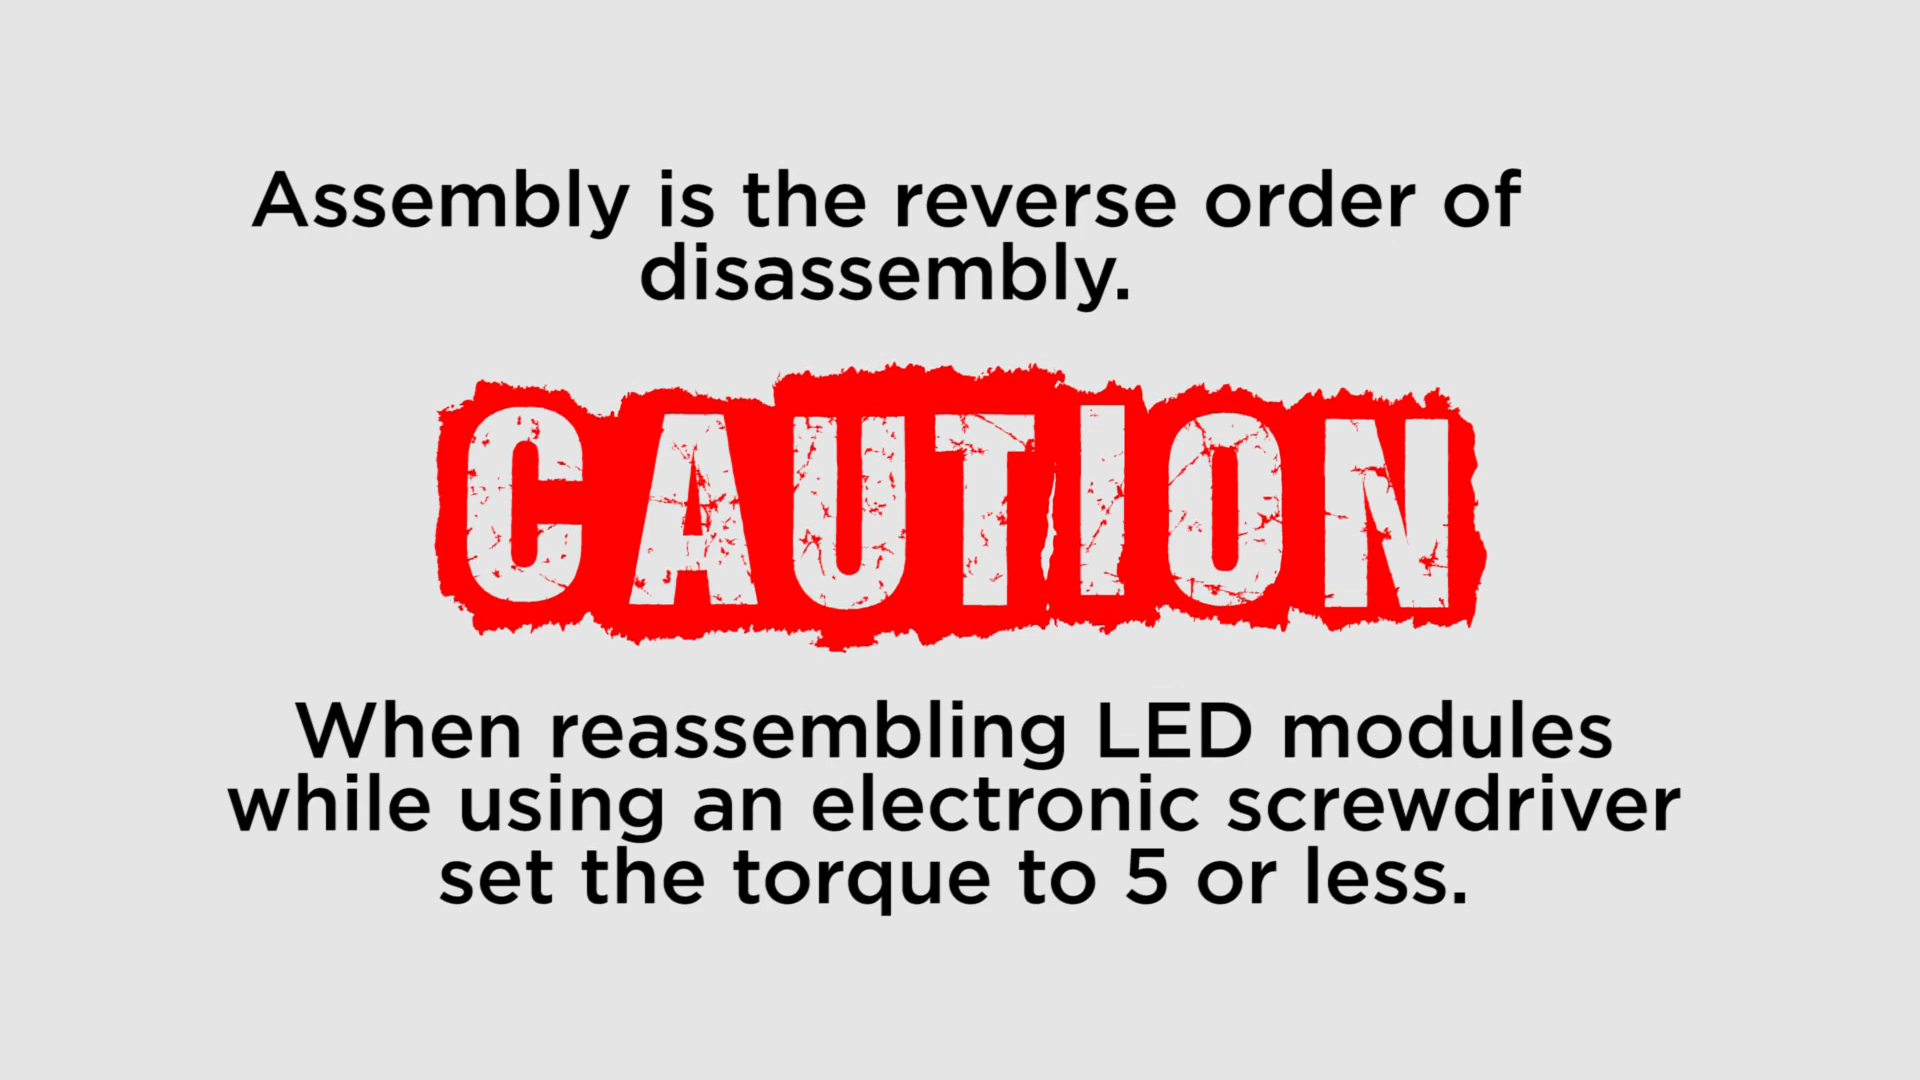 Assembly is the reverse order of
disassembly.
CAUTION
When reassembling LED modules
while using an electronic screwdriver
set the torque to 5 or less.